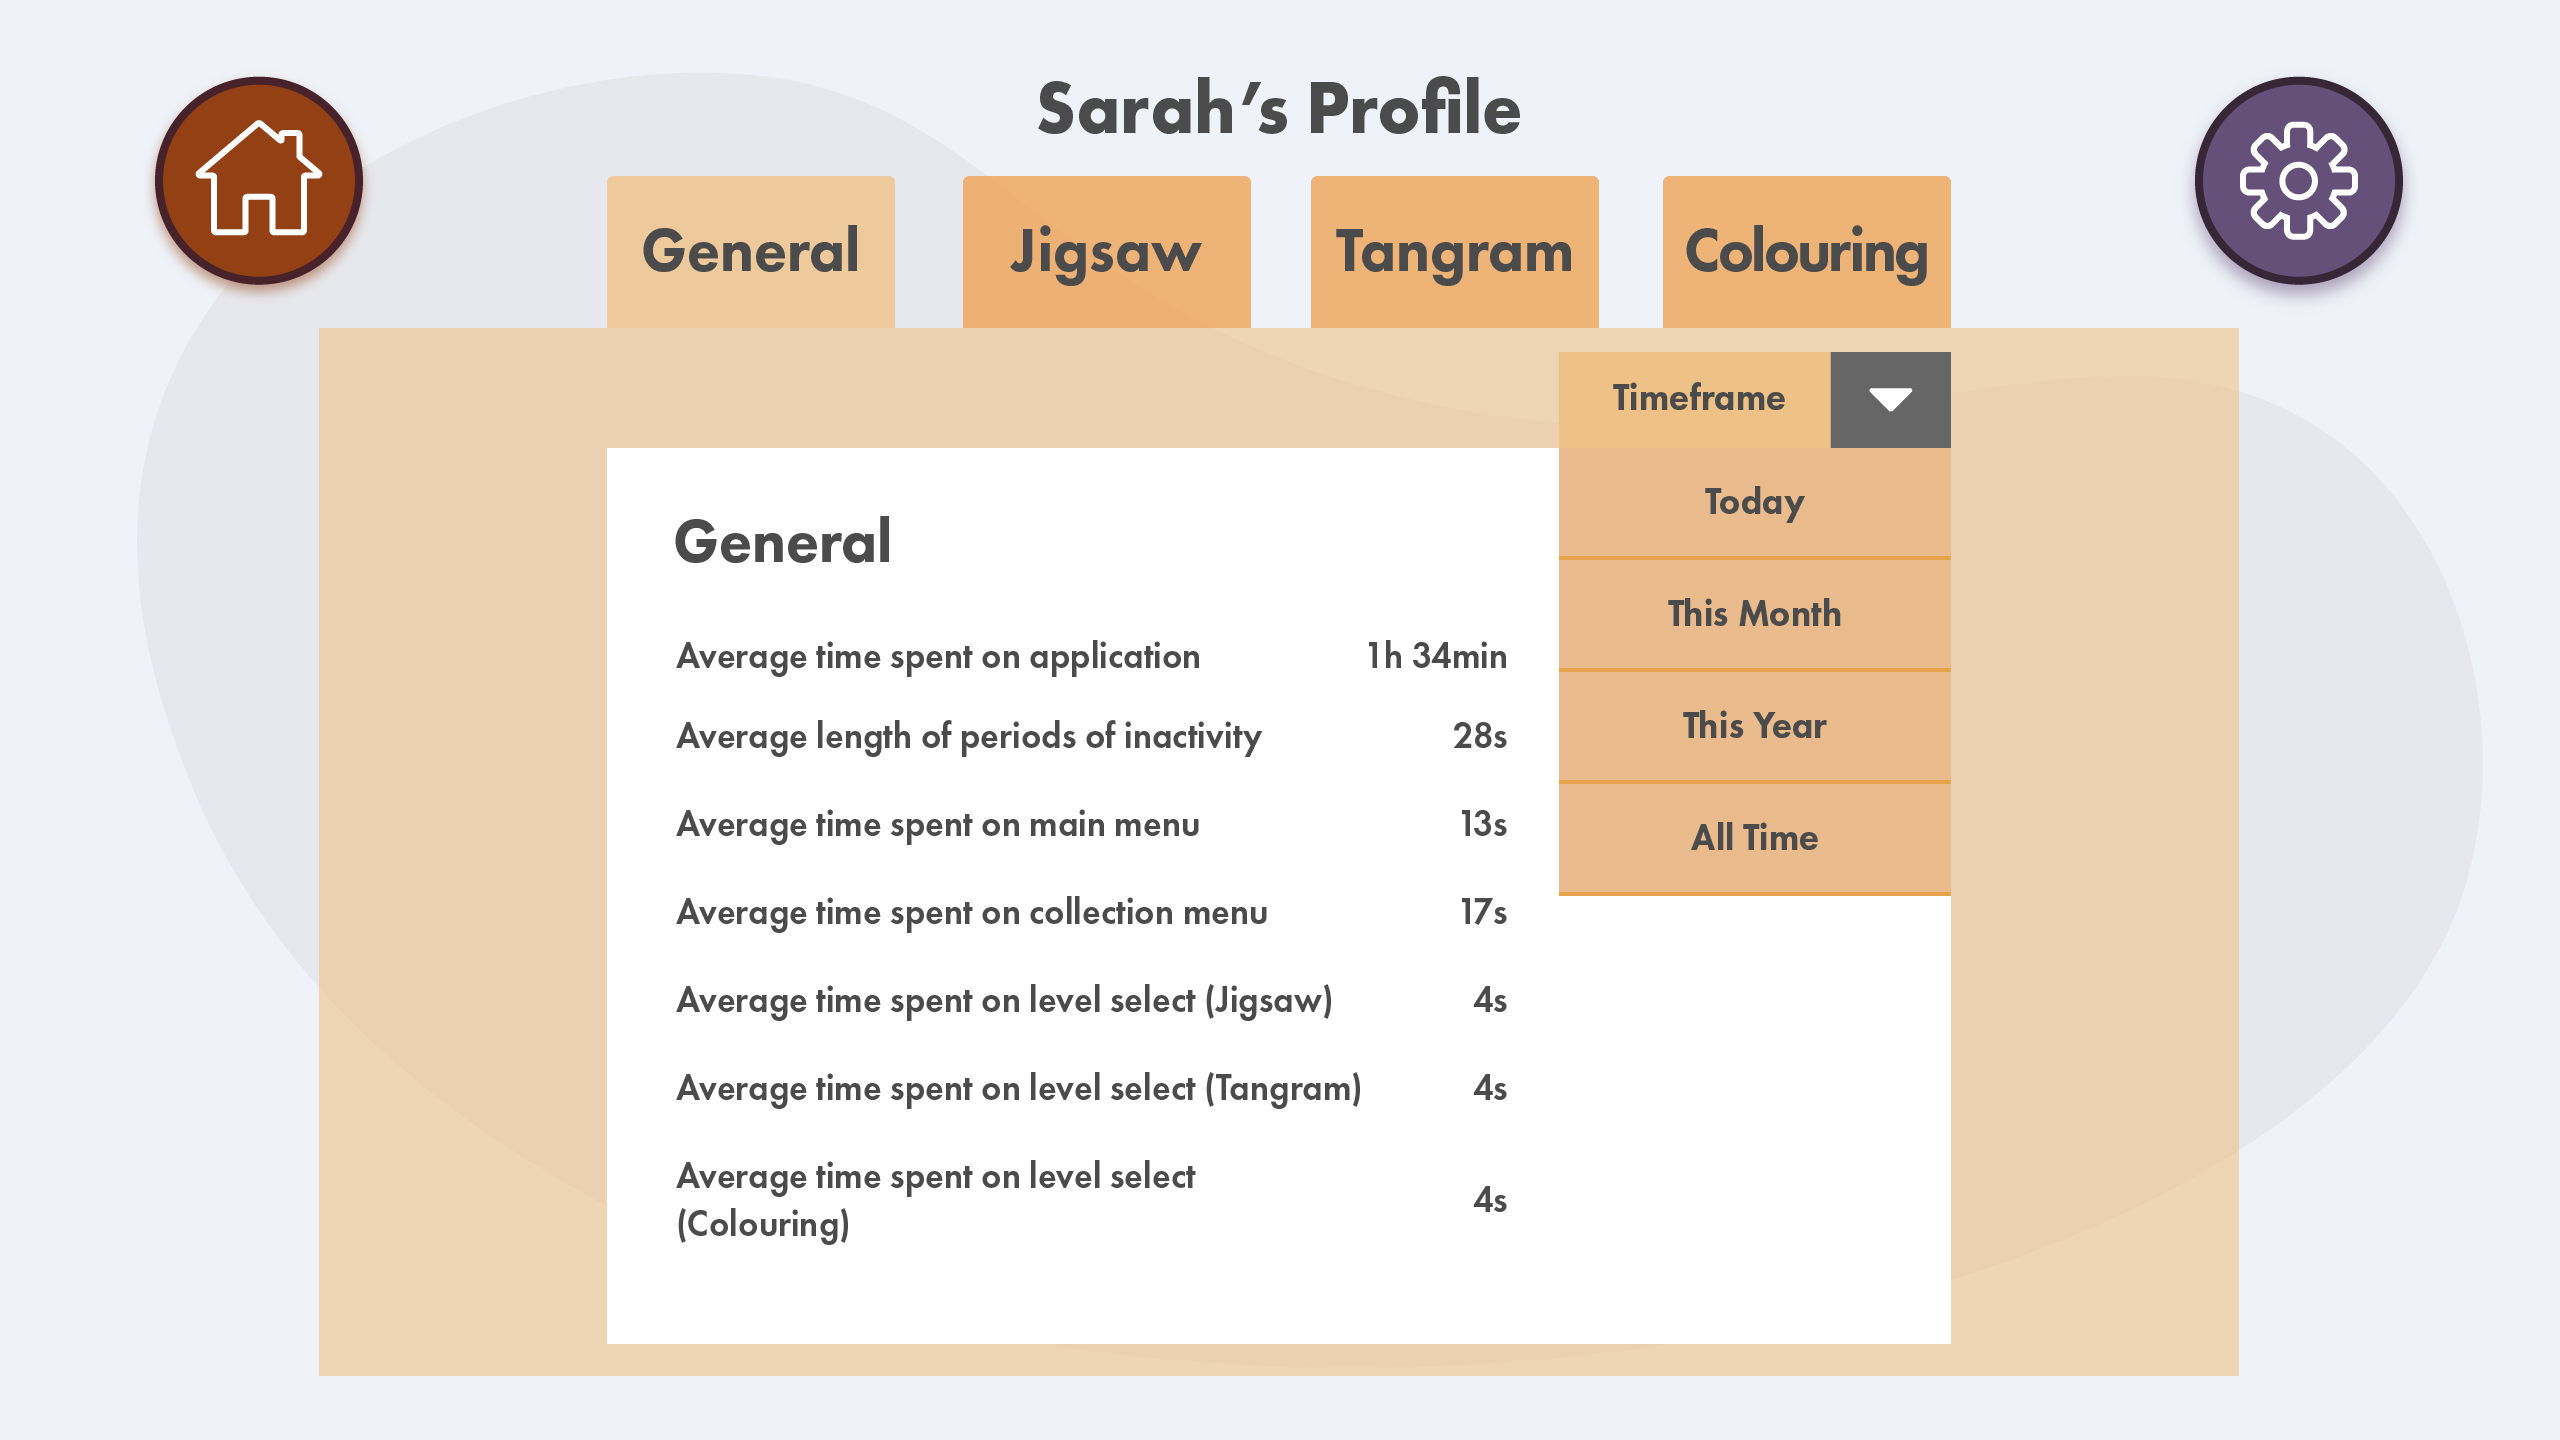 Sarah’s Profile
General
Jigsaw
Tangram
Colouring
Timeframe
Today
This Month
This Year
All Time
General
Average time spent on application 1h 34min
Average length of periods of inactivity 28s
Average time spent on main menu 13s
Average time spent on collection menu 17s
Average time spent on level select (Jigsaw) 4s
Average time spent on level select (Tangram) 4s
Average time spent on level select
(Colouring) 4s